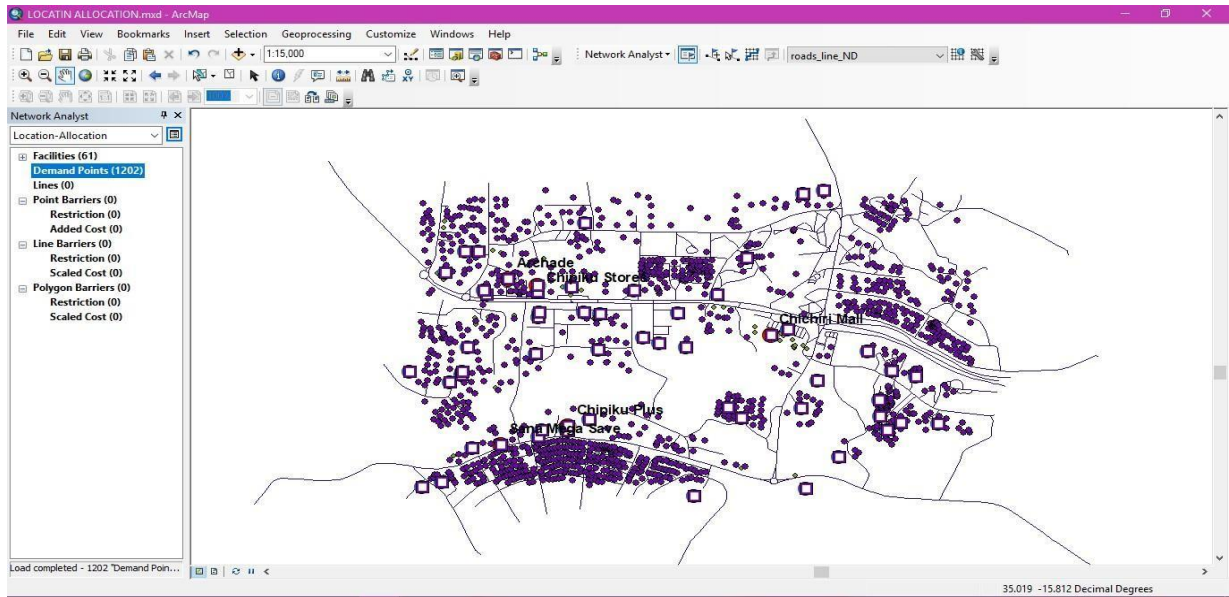 LOCATIN ALLOCATION.mxd - ArcMap
File Edit View Bookmarks Insert Selection Geoprocessing Customize Windows Help
1:15,000 Network Analyst roads_line_ND
Network Analyst
Location-Allocation
Facilities (61)
Demand Points (1202)
Lines (0)
Point Barriers (0)
Restriction (0)
Added Cost (0)
Line Barriers (0)
Restriction (0)
Scaled Cost (0)
Polygon Barriers (0)
Restriction (0)
Scaled Cost (0)
Archade
Chipiku Stores
Chichiri Mall
Chipiku Plus
Sana Mega Save
Load completed - 1202 "Demand Poin...
35.019 -15.812 Decimal Degrees